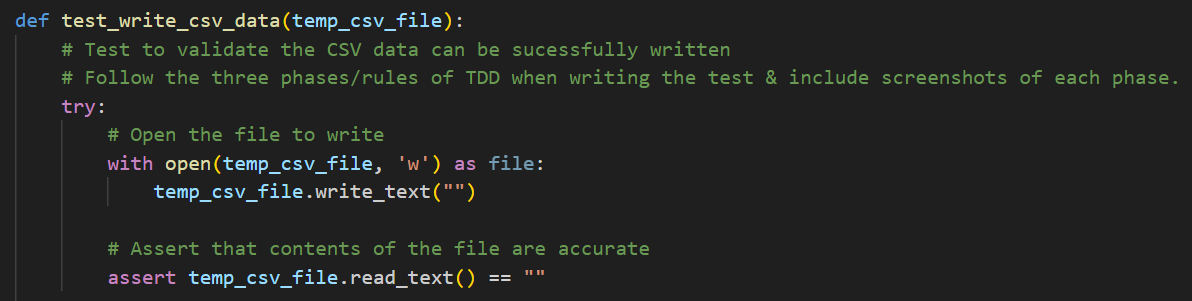 def test_write_csv_data(temp_csv_file):
    # Test to validate the CSV data can be sucessfully written
    # Follow the three phases/rules of TDD when writing the test & include screenshots of each phase.
    try:
        # Open the file to write
        with open(temp_csv_file, 'w') as file:
            temp_csv_file.write_text("")

        # Assert that contents of the file are accurate
        assert temp_csv_file.read_text() == ""